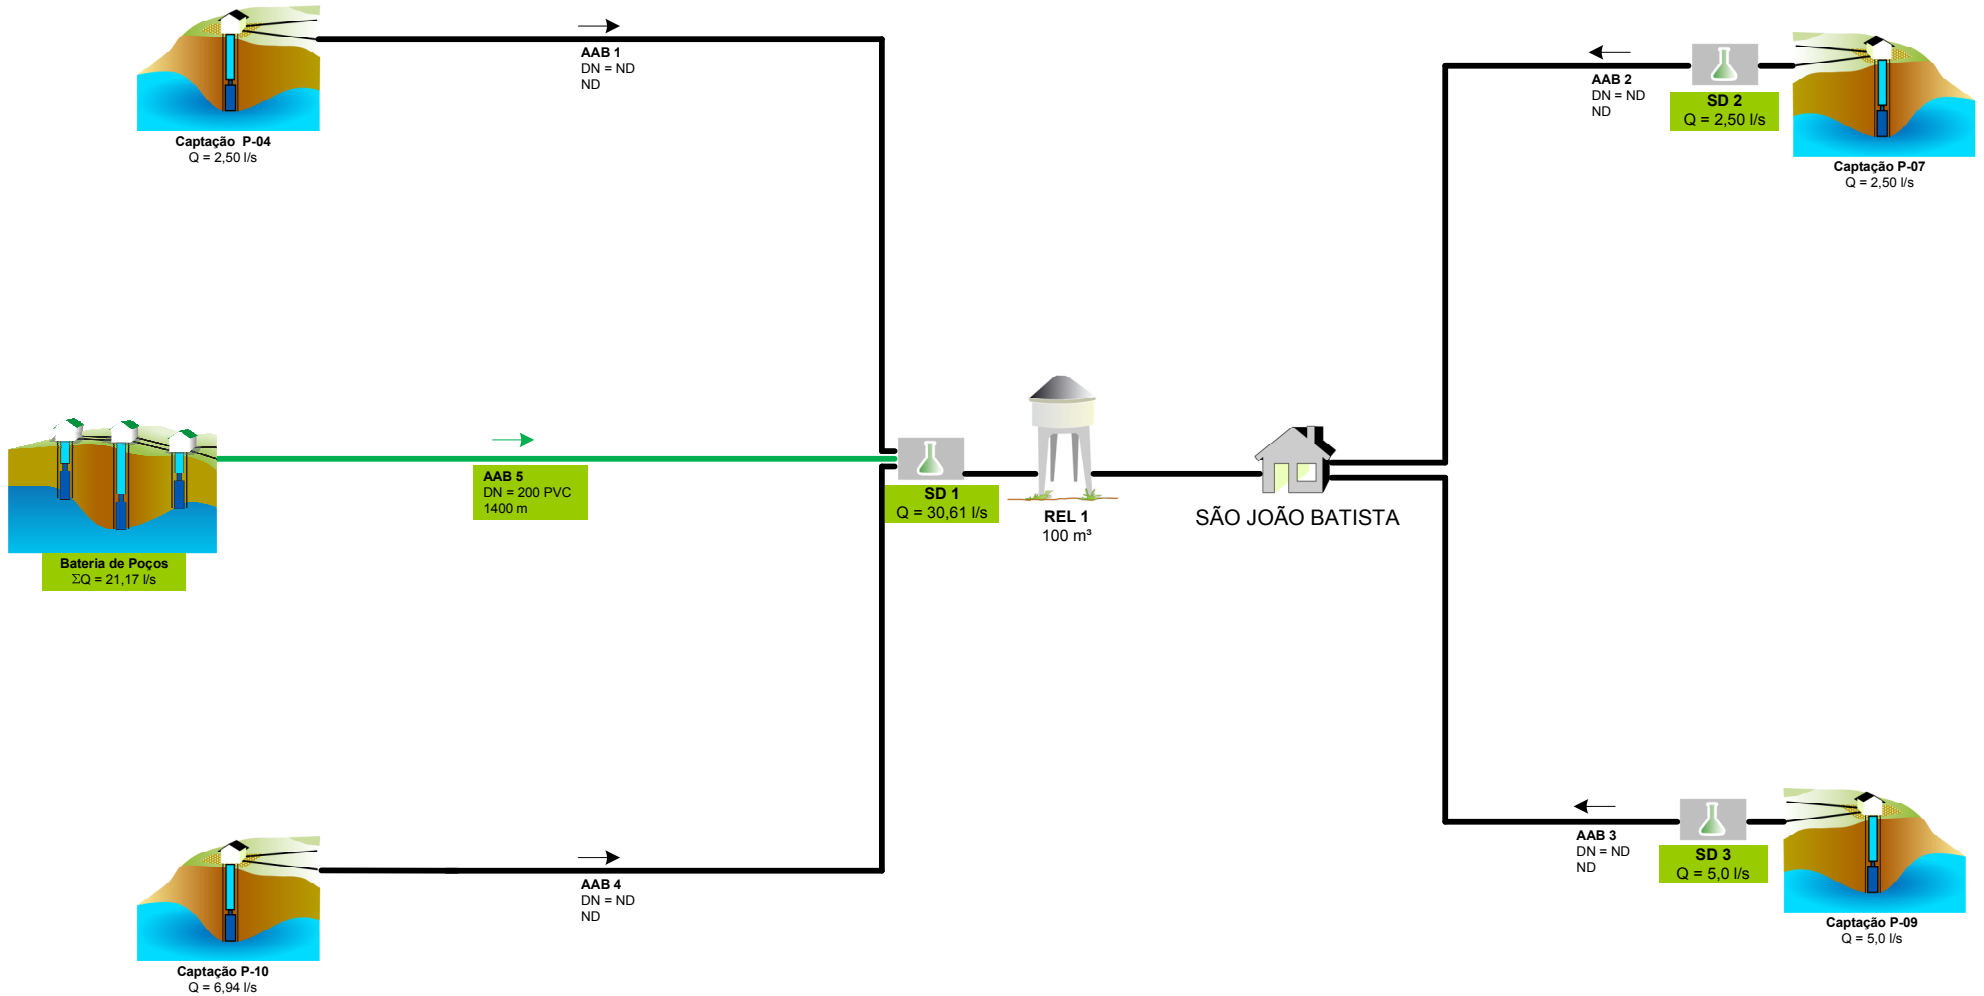 AAB 1
DN = ND
ND
Captação  P-04
Q = 2,50 l/s
AAB 2
DN = ND
ND
SD 2
Q = 2,50 l/s
Captação P-07
Q = 2,50 l/s
AAB 5
DN = 200 PVC
1400 m
Bateria de Poços
ΣQ = 21,17 l/s
SD 1
Q = 30,61 l/s
REL 1
100 m³
SÃO JOÃO BATISTA
AAB 4
DN = ND
ND
Captação P-10
Q = 6,94 l/s
AAB 3
DN = ND
ND
SD 3
Q = 5,0 l/s
Captação P-09
Q = 5,0 l/s